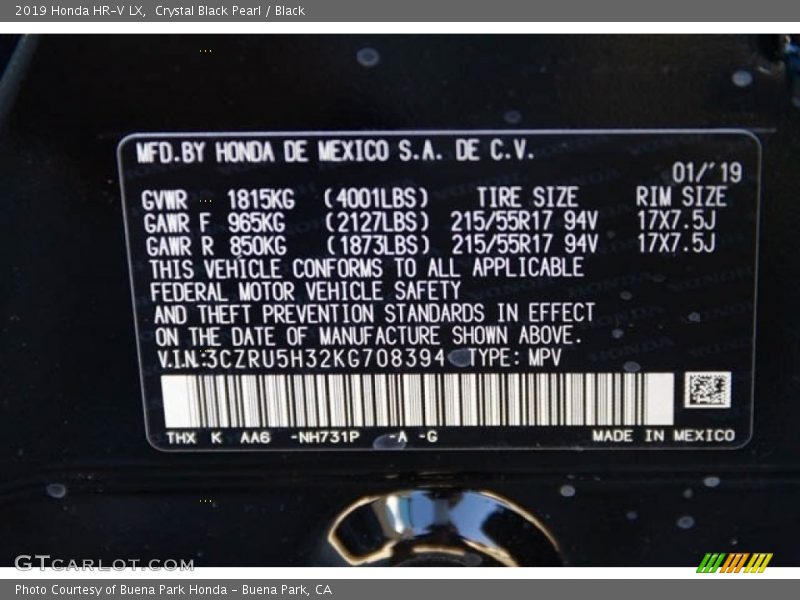 2019 Honda HR-V LX, Crystal Black Pearl / Black
MFD.BY HONDA DE MEXICO S.A. DE C.V.
01/'19
GVWR 1815KG (4001LBS) TIRE SIZE RIM SIZE
GAWR F 965KG (2127LBS) 215/55R17 94V 17X7.5J
GAWR R 850KG (1873LBS) 215/55R17 94V 17X7.5J
THIS VEHICLE CONFORMS TO ALL APPLICABLE
FEDERAL MOTOR VEHICLE SAFETY
AND THEFT PREVENTION STANDARDS IN EFFECT
ON THE DATE OF MANUFACTURE SHOWN ABOVE.
V.I.N.:3CZRU5H32KG708394 TYPE: MPV
THX K AA6 -NH731P -A -G MADE IN MEXICO
GTCARLOT.COM
Photo Courtesy of Buena Park Honda - Buena Park, CA